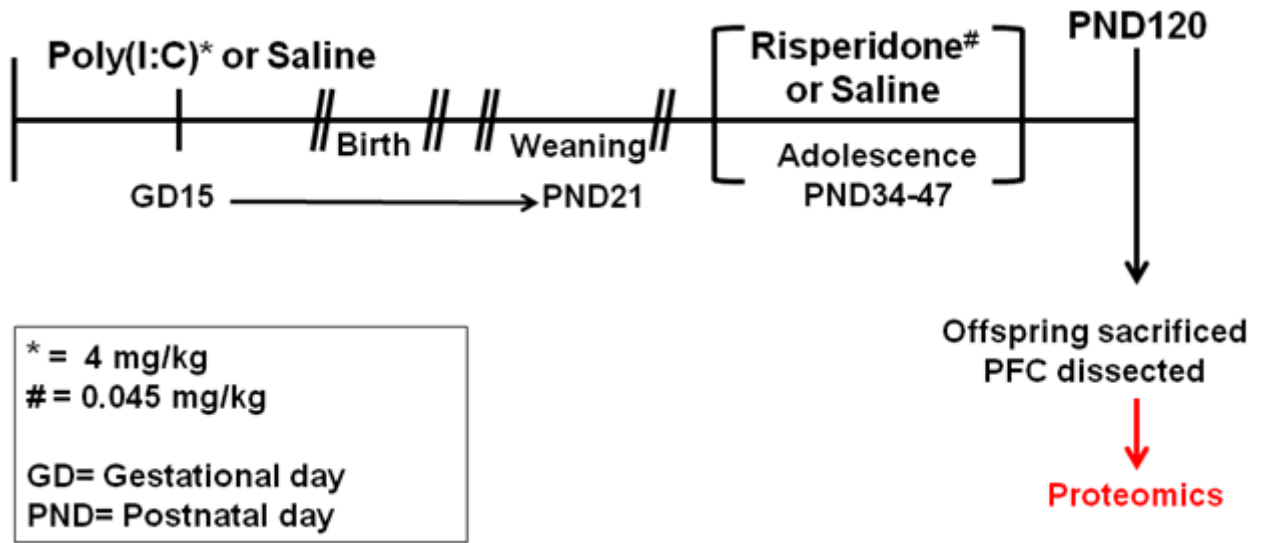 Poly(I:C)* or Saline
Birth
Weaning
GD15
PND21
Risperidone#
or Saline
Adolescence
PND34-47
PND120
Offspring sacrificed
PFC dissected
Proteomics
* = 4 mg/kg
# = 0.045 mg/kg
GD= Gestational day
PND= Postnatal day